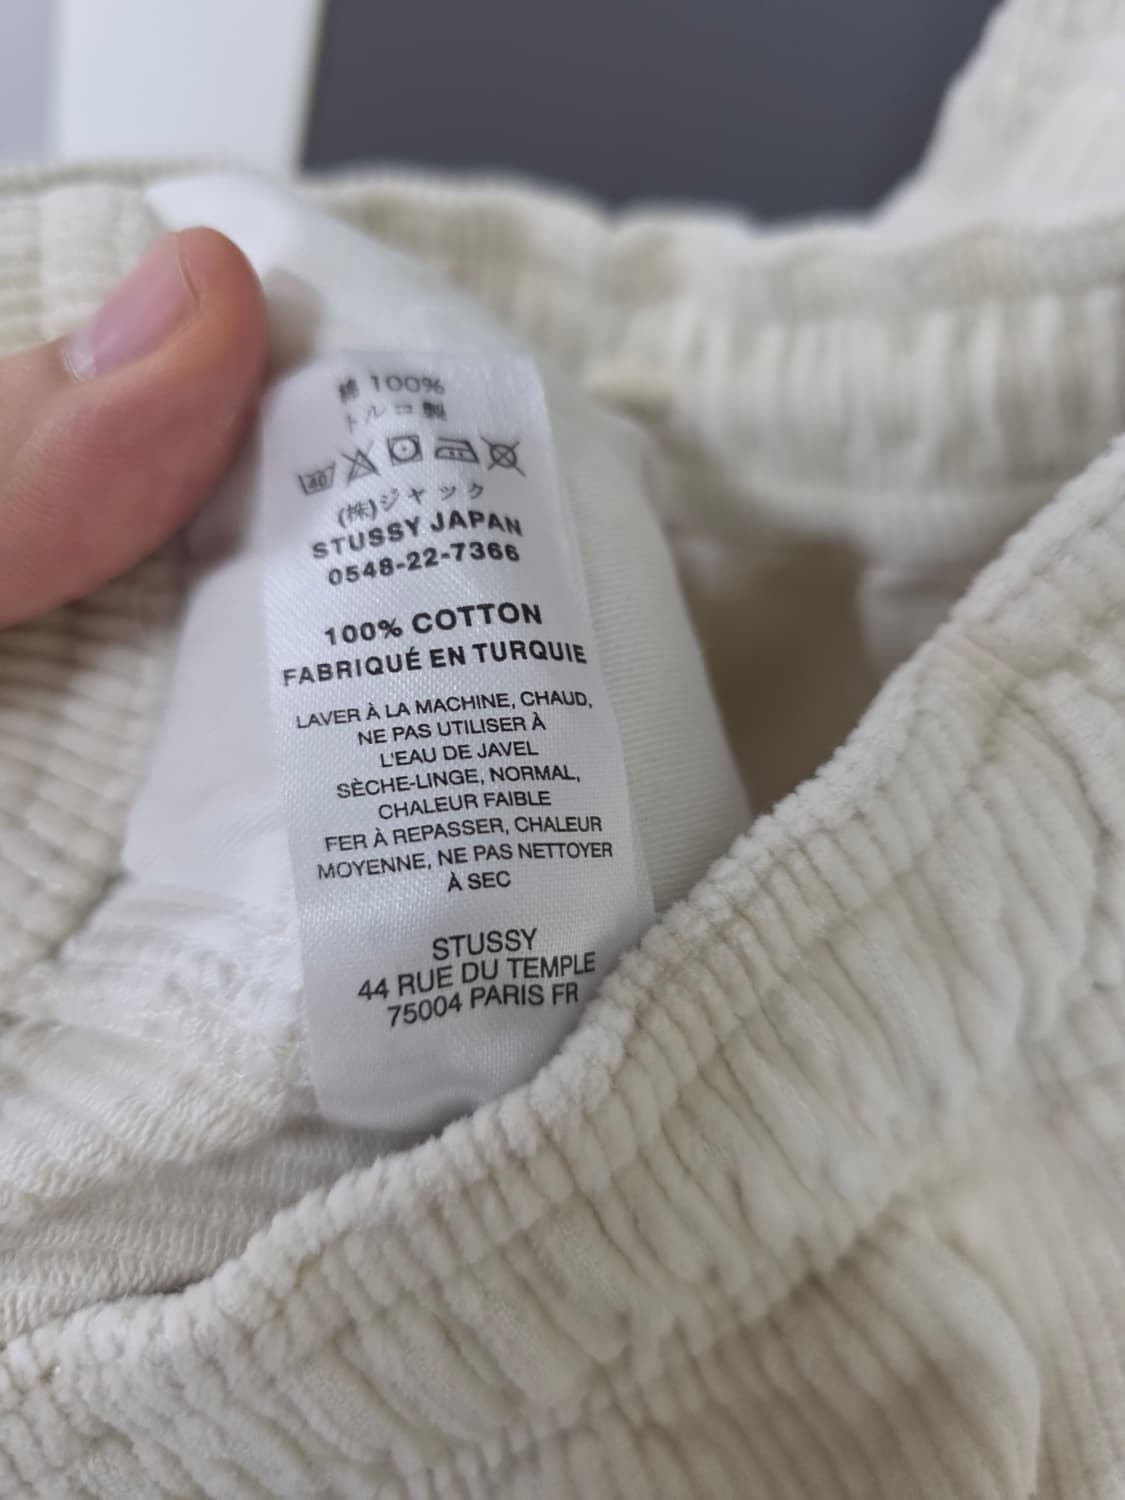 綿 100%
トルコ製
40
(株)ジャック
STUSSY JAPAN
0548-22-7366
100% COTTON
FABRIQUÉ EN TURQUIE
LAVER À LA MACHINE, CHAUD,
NE PAS UTILISER À
L'EAU DE JAVEL
SÈCHE-LINGE, NORMAL,
CHALEUR FAIBLE
FER À REPASSER, CHALEUR
MOYENNE, NE PAS NETTOYER
À SEC
STUSSY
44 RUE DU TEMPLE
75004 PARIS FR